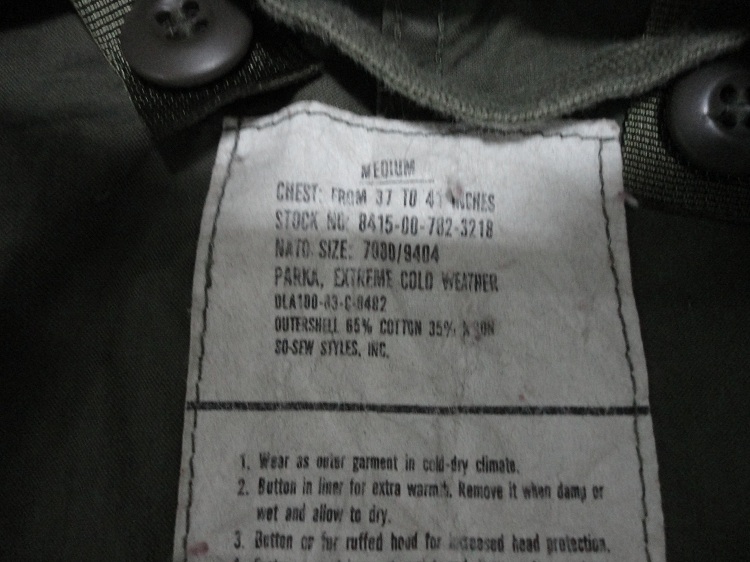 MEDIUM
CHEST: FROM 37 TO 41 INCHES
STOCK NO: 8415-00-782-3218
NATO SIZE: 7080/9404
PARKA, EXTREME COLD WEATHER
DLA100-83-C-0482
OUTERSHELL 65% COTTON 35%
SO-SEW STYLES, INC.
1. Wear as outer garment in cold-dry climate.
2. Button in liner for extra warmth. Remove it when damp or
wet and allow to dry.
3. Button on fur ruffed hood for increased head protection.